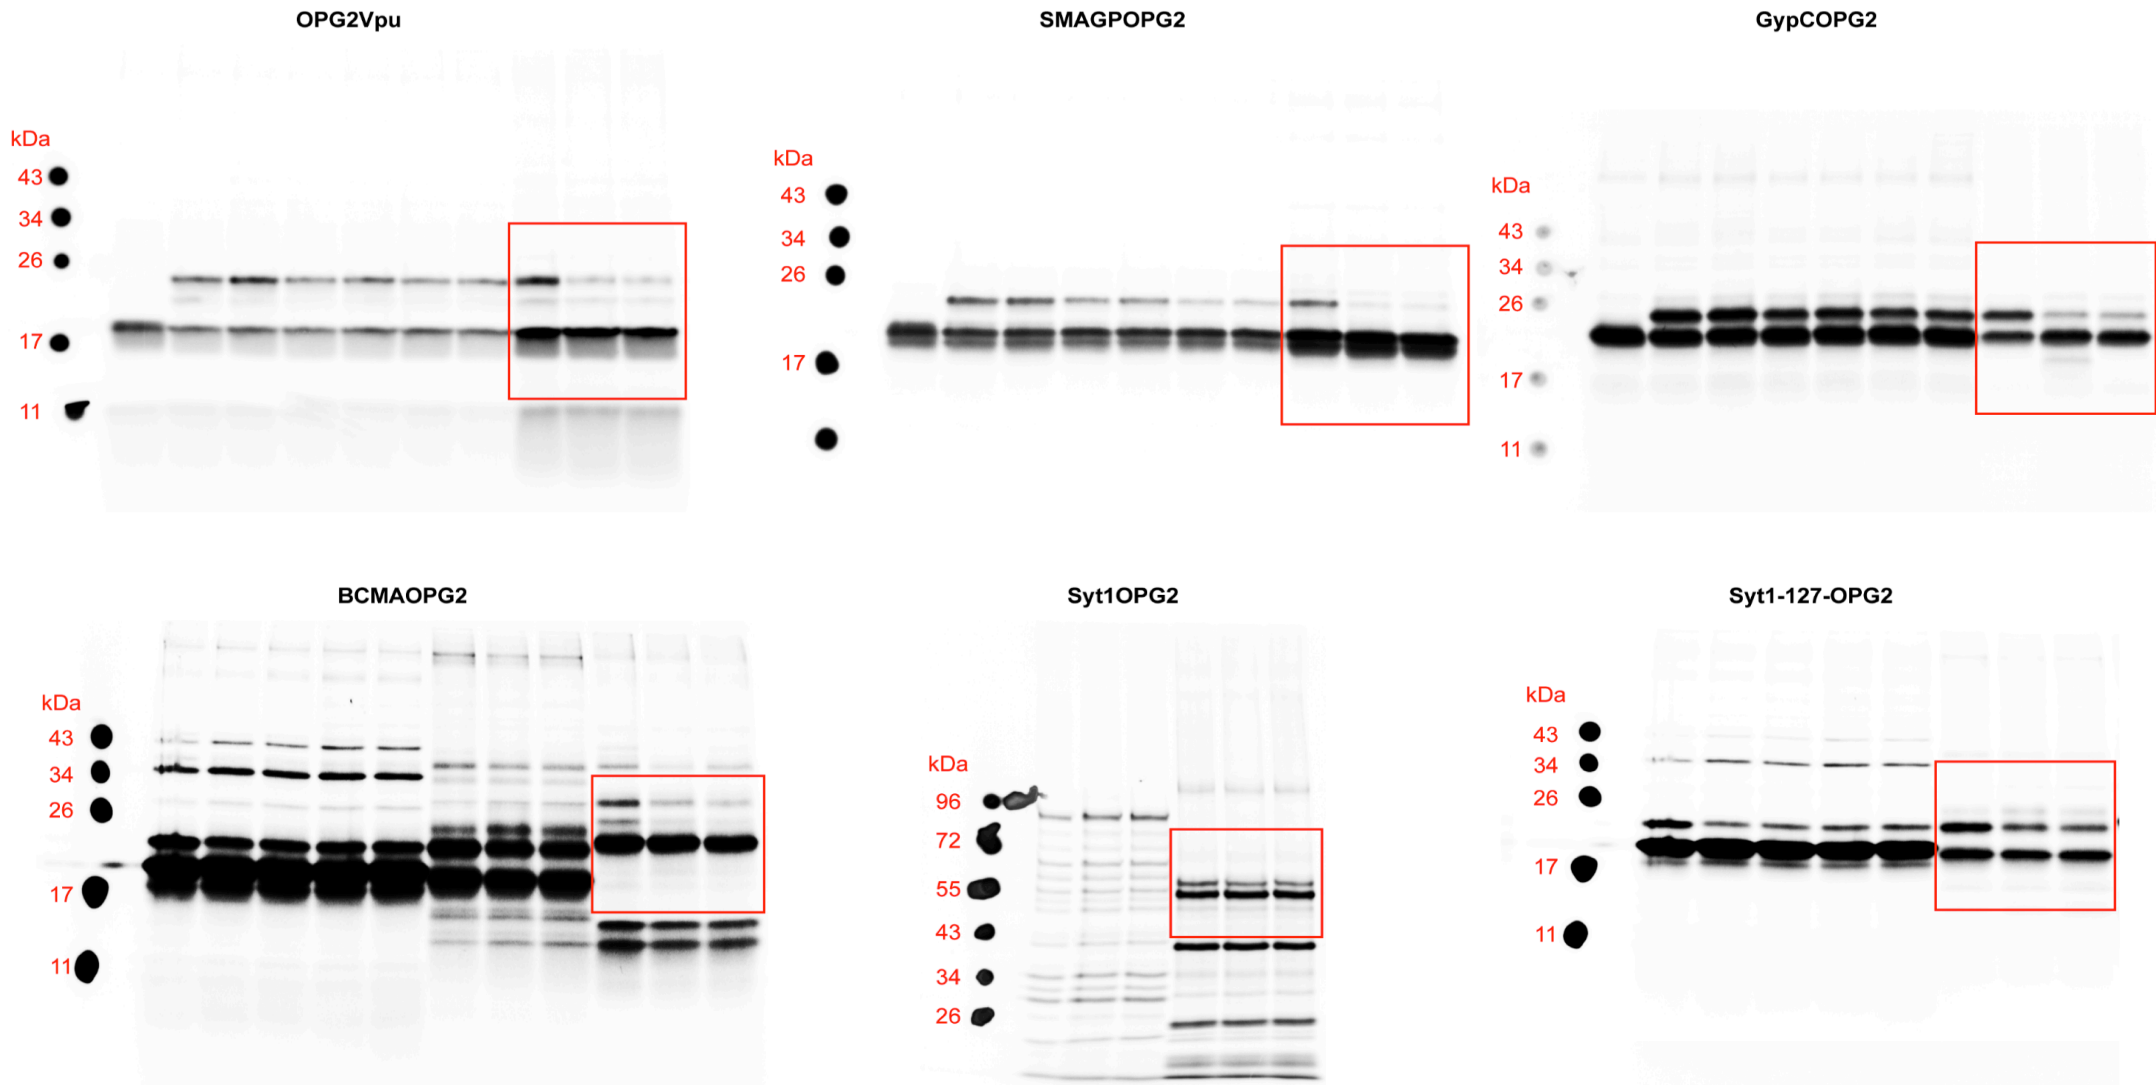 OPG2Vpu
kDa
43
34
26
17
11
SMAGPOPG2
kDa
43
34
26
17
GypCOPG2
kDa
43
34
26
17
11
BCMAOPG2
kDa
43
34
26
17
11
Syt1OPG2
kDa
96
72
55
43
34
26
Syt1-127-OPG2
kDa
43
34
26
17
11